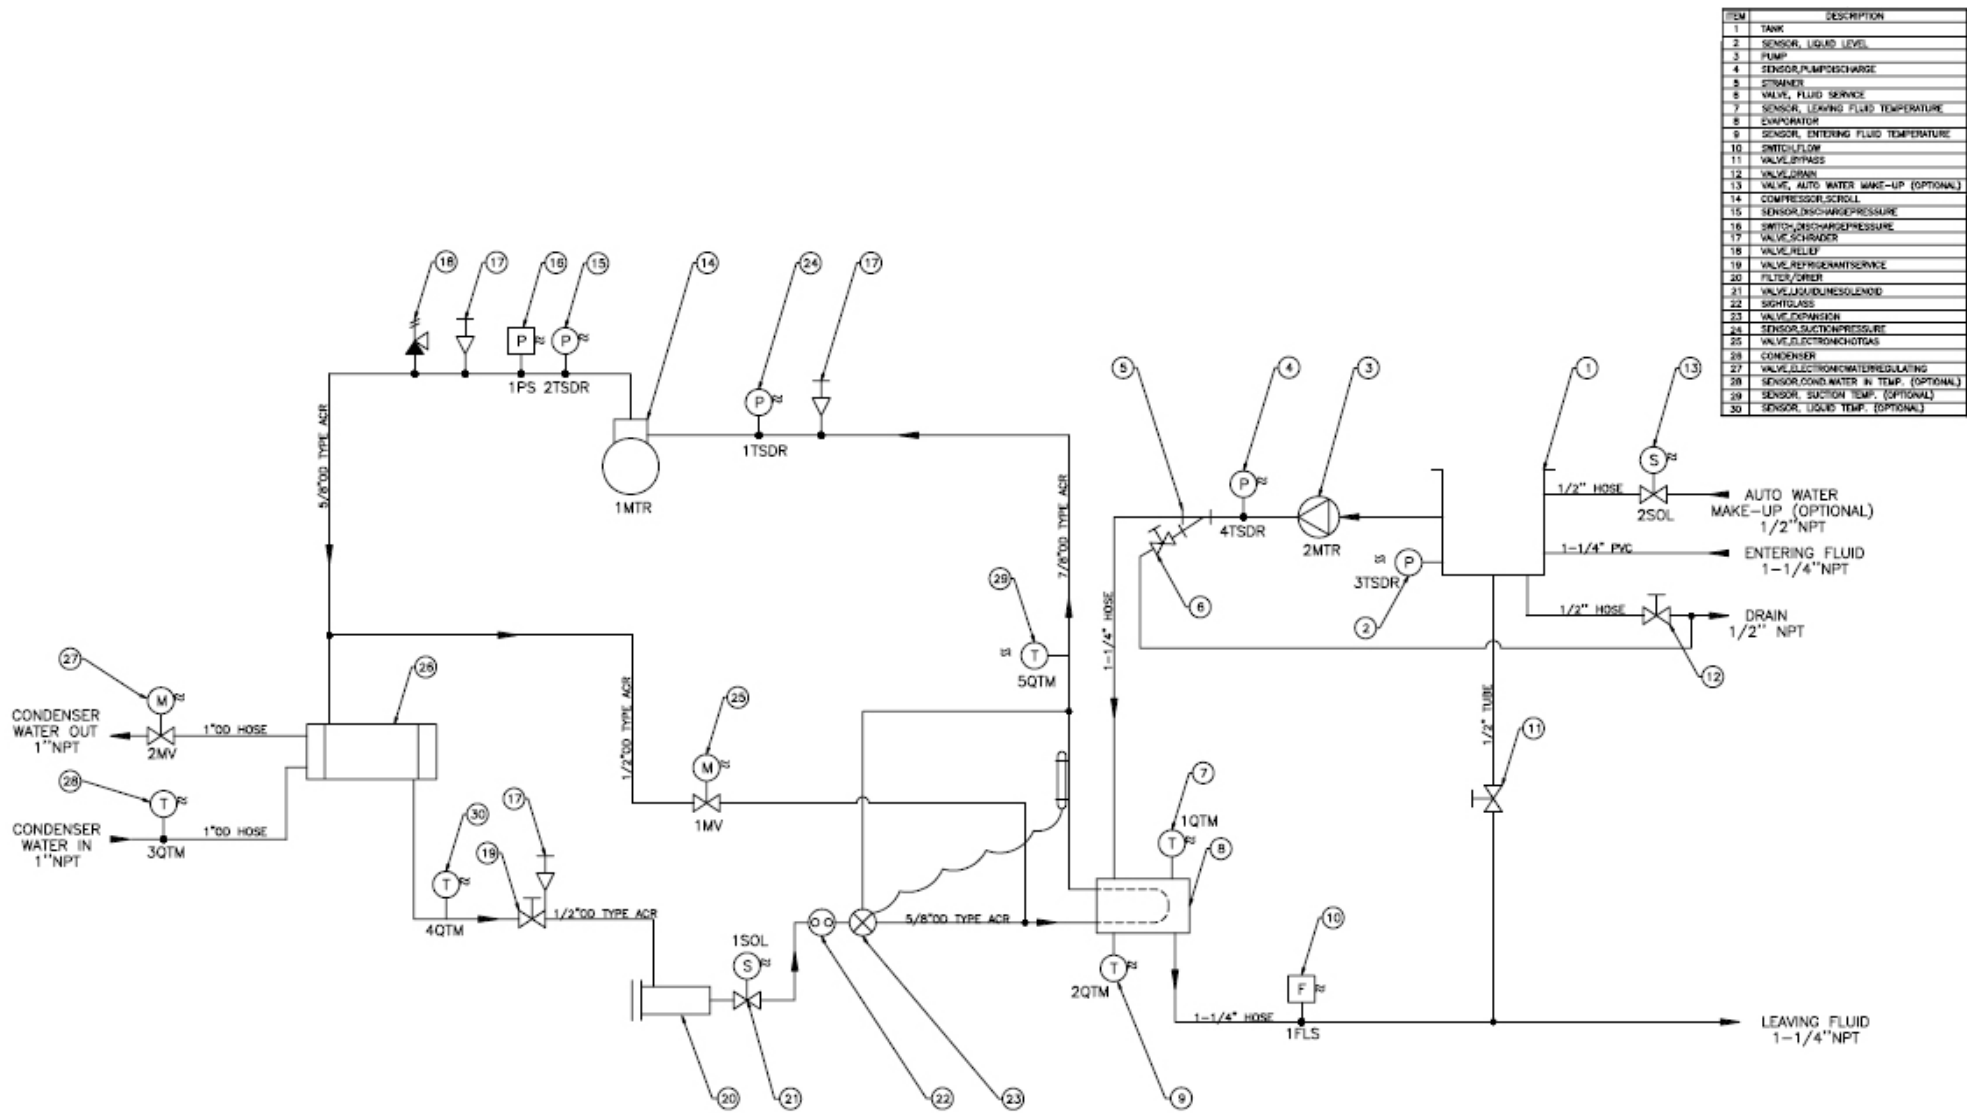 ITEM DESCRIPTION
1 TANK
2 SENSOR, LIQUID LEVEL
3 PUMP
4 SENSOR,PUMPDISCHARGE
5 STRAINER
6 VALVE, FLUID SERVICE
7 SENSOR, LEAVING FLUID TEMPERATURE
8 EVAPORATOR
9 SENSOR, ENTERING FLUID TEMPERATURE
10 SWITCH,FLOW
11 VALVE,BYPASS
12 VALVE,DRAIN
13 VALVE, AUTO WATER MAKE-UP (OPTIONAL)
14 COMPRESSOR,SCROLL
15 SENSOR,DISCHARGEPRESSURE
16 SWITCH,DISCHARGEPRESSURE
17 VALVE,SCHRADER
18 VALVE,RELIEF
19 VALVE,REFRIGERANTSERVICE
20 FILTER/DRIER
21 VALVE,LIQUIDLINESOLENOID
22 SIGHTGLASS
23 VALVE,EXPANSION
24 SENSOR,SUCTIONPRESSURE
25 VALVE,ELECTRONICHOTGAS
26 CONDENSER
27 VALVE,ELECTRONICWATERREGULATING
28 SENSOR,COND.WATER IN TEMP. (OPTIONAL)
29 SENSOR, SUCTION TEMP. (OPTIONAL)
30 SENSOR, LIQUID TEMP. (OPTIONAL)
18 17 16 15 14 24 17
P P
1PS 2TSDR
P
1TSDR
1MTR
5/8"OD TYPE ACR
7/8"OD TYPE ACR
5 4 3 1 13
P
4TSDR
2MTR
S
2SOL
1/2" HOSE
AUTO WATER
MAKE-UP (OPTIONAL)
1/2"NPT
1-1/4" PVC
ENTERING FLUID
1-1/4"NPT
P
3TSDR
2
6
1/2" HOSE
DRAIN
1/2" NPT
12
29
T
5QTM
1-1/4" HOSE
1/2" TUBE
11
27
M
2MV
CONDENSER
WATER OUT
1"NPT
1"OD HOSE
26
1/2"OD TYPE ACR
25
M
1MV
28
T
3QTM
CONDENSER
WATER IN
1"NPT
1"OD HOSE
30
T
4QTM
19
17
1/2"OD TYPE ACR
7
1QTM
T
8
5/8"OD TYPE ACR
1SOL
S
T
2QTM
10
F
1FLS
1-1/4" HOSE
LEAVING FLUID
1-1/4"NPT
20 21 22 23 9